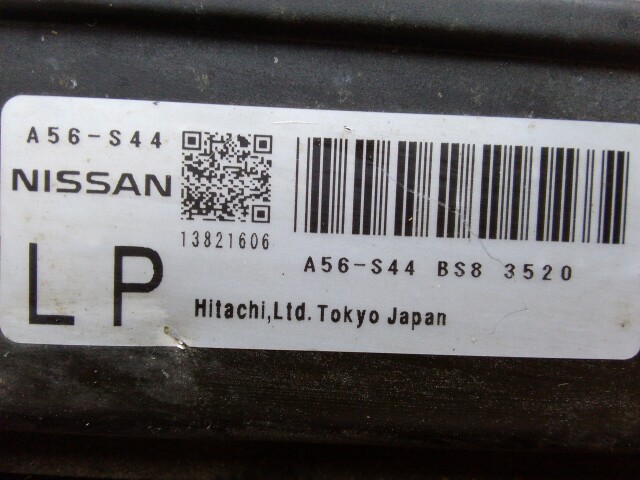 A56-S44
NISSAN
13821606
LP
A56-S44 BS8 3520
Hitachi,Ltd. Tokyo Japan